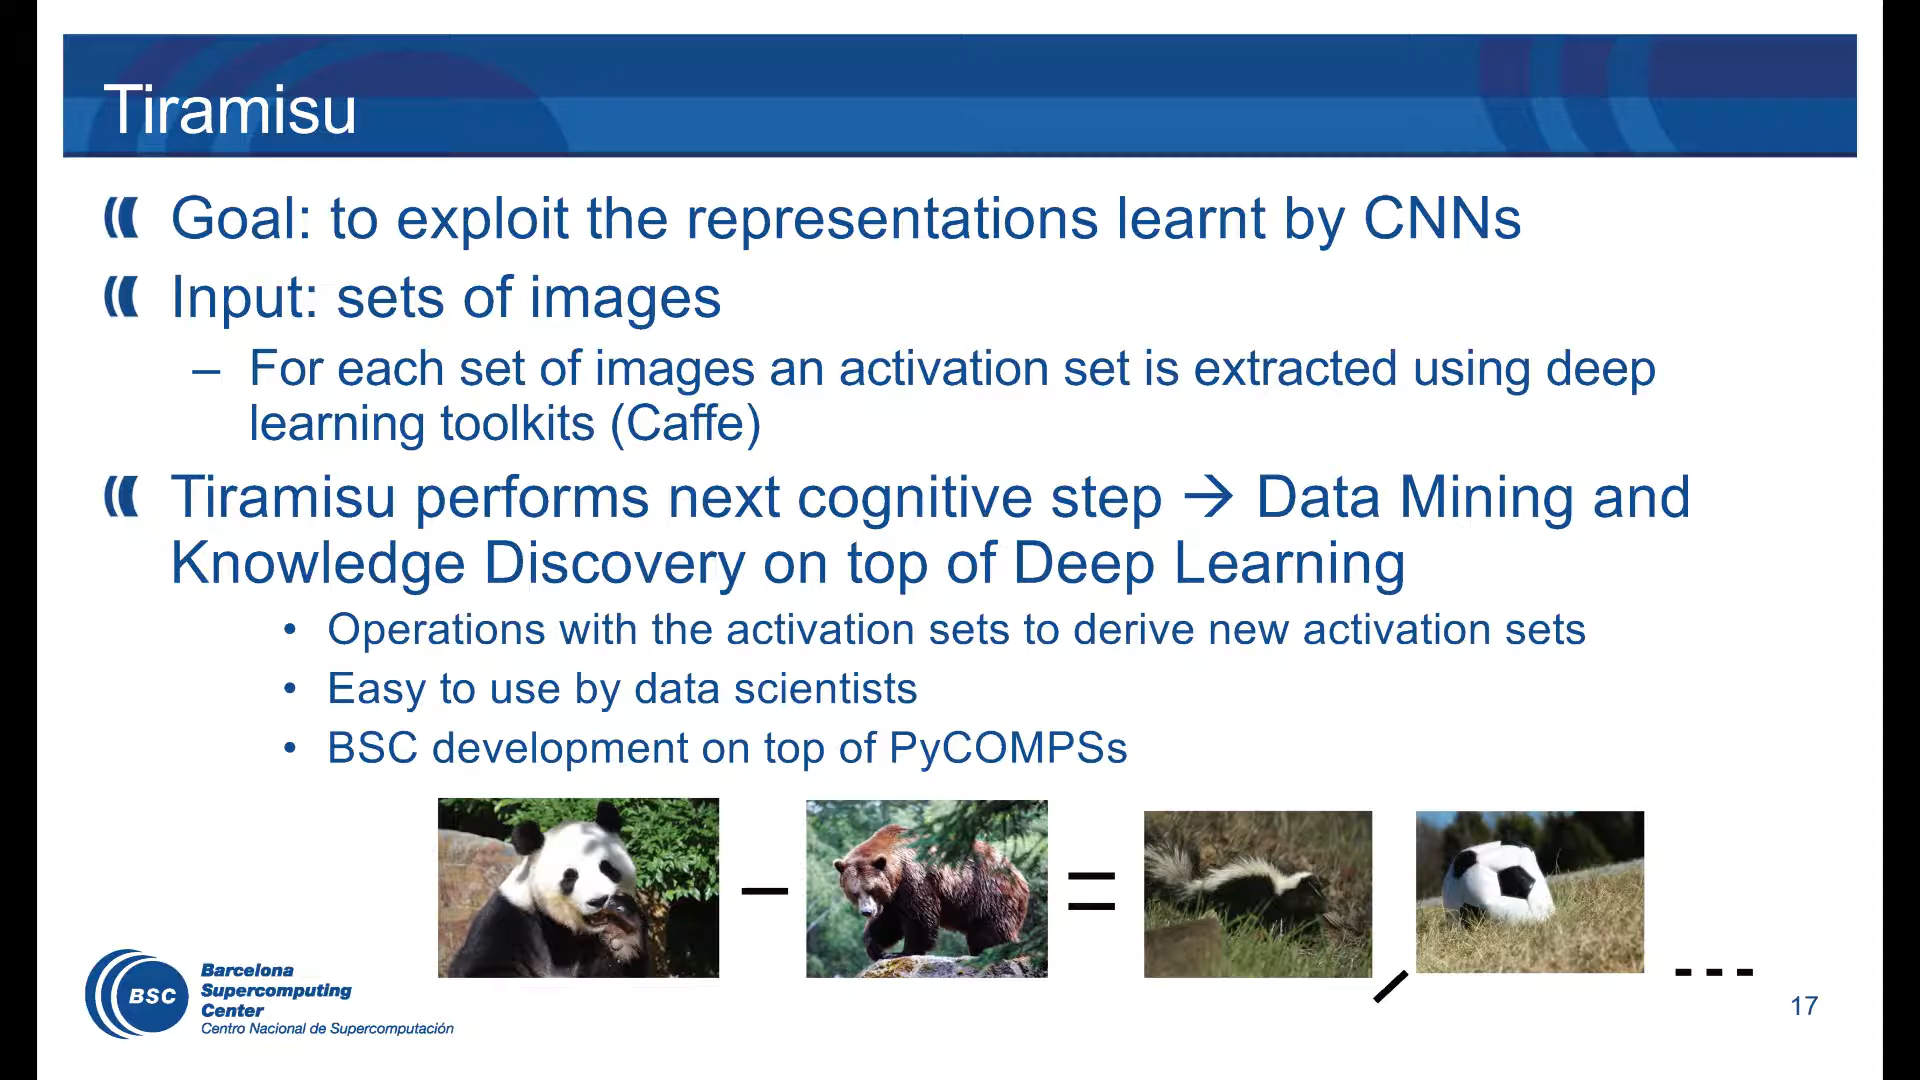 Tiramisu
Goal: to exploit the representations learnt by CNNs
Input: sets of images
– For each set of images an activation set is extracted using deep
learning toolkits (Caffe)
Tiramisu performs next cognitive step → Data Mining and
Knowledge Discovery on top of Deep Learning
• Operations with the activation sets to derive new activation sets
• Easy to use by data scientists
• BSC development on top of PyCOMPSs
BSC
Barcelona
Supercomputing
Center
Centro Nacional de Supercomputación
17